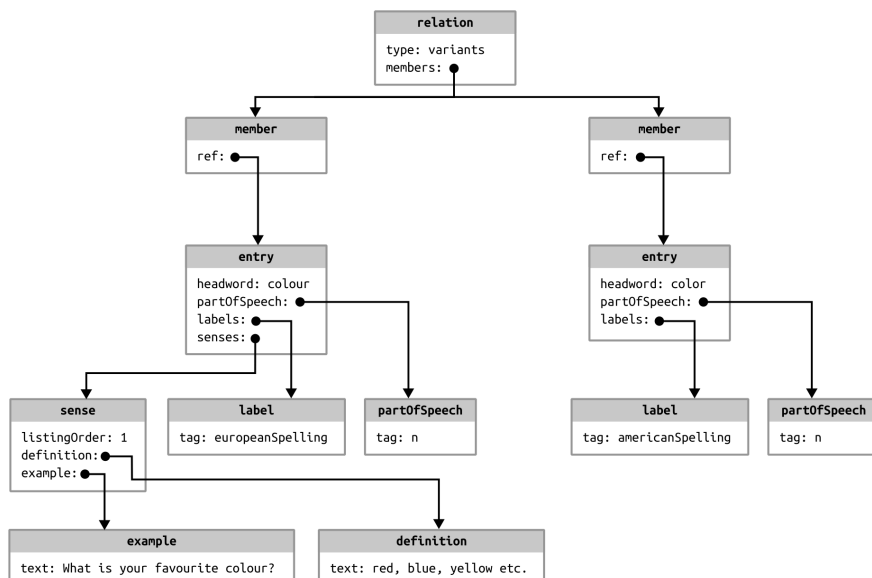 relation
type: variants
members:
member
ref:
member
ref:
entry
headword: colour
partOfSpeech:
labels:
senses:
entry
headword: color
partOfSpeech:
labels:
sense
listingOrder: 1
definition:
example:
label
tag: europeanSpelling
partOfSpeech
tag: n
label
tag: americanSpelling
partOfSpeech
tag: n
example
text: What is your favourite colour?
definition
text: red, blue, yellow etc.